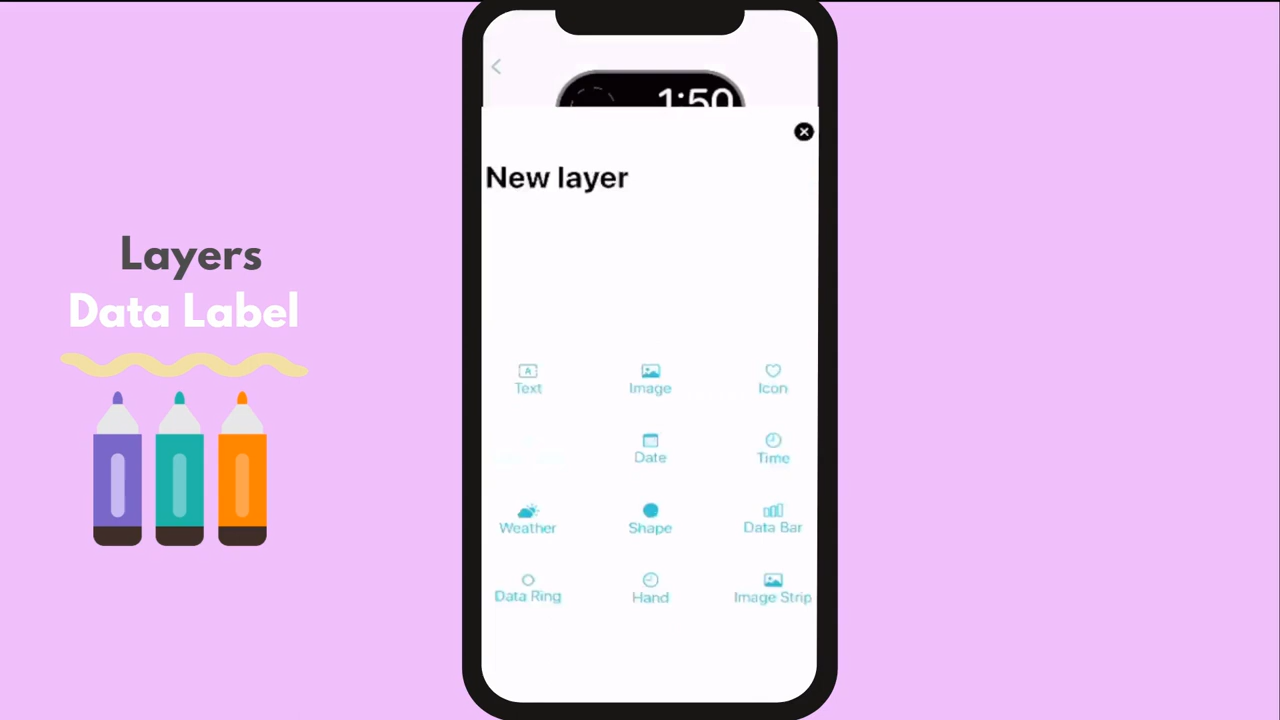 Layers
Data Label
1:50
New layer
Text
Image
Icon
Date
Time
Weather
Shape
Data Bar
Data Ring
Hand
Image Strip